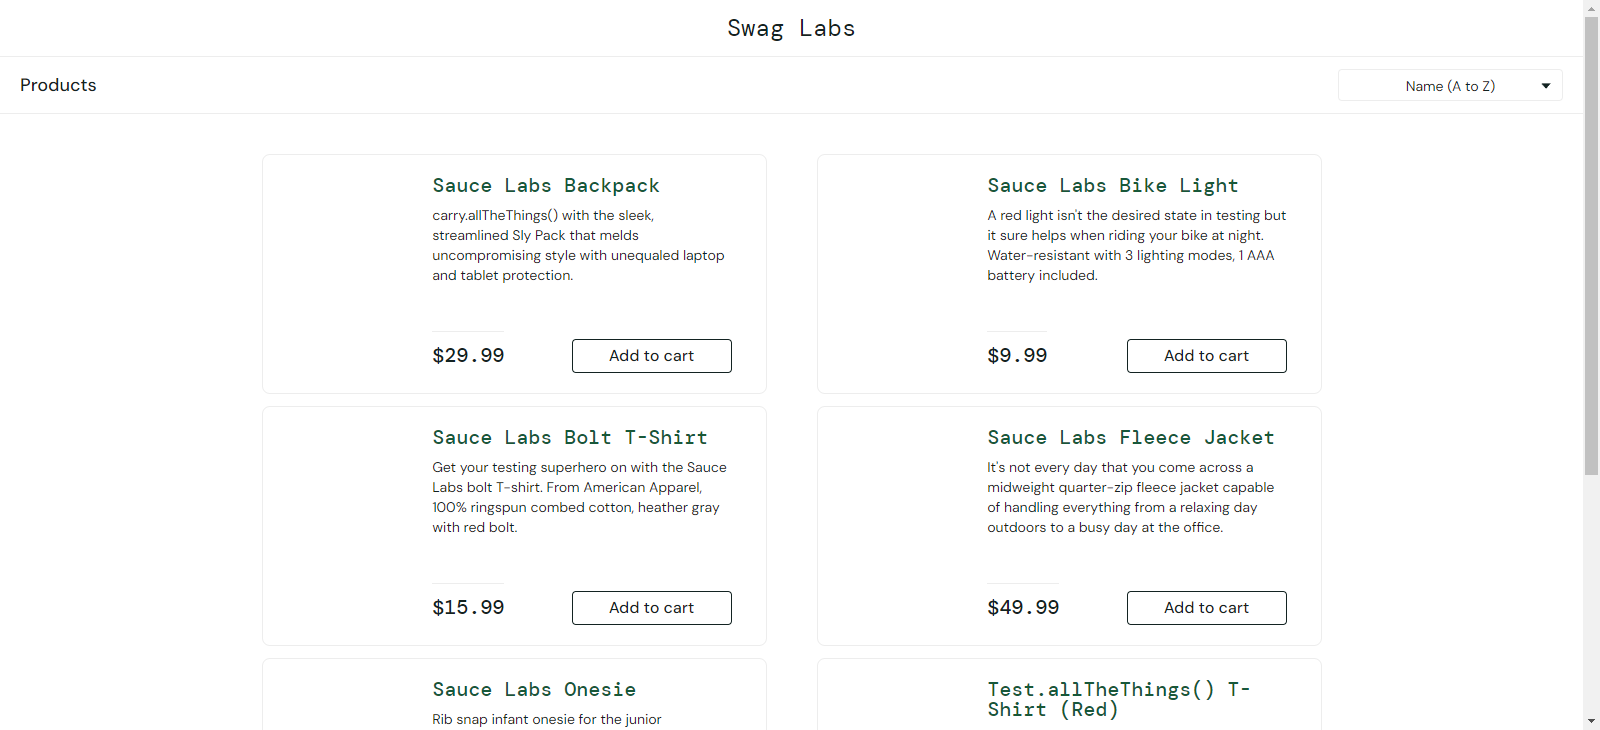 Swag Labs
Products
Name (A to Z)
Sauce Labs Backpack
carry.allTheThings() with the sleek,
streamlined Sly Pack that melds
uncompromising style with unequaled laptop
and tablet protection.
$29.99
Add to cart
Sauce Labs Bike Light
A red light isn't the desired state in testing but
it sure helps when riding your bike at night.
Water-resistant with 3 lighting modes, 1 AAA
battery included.
$9.99
Add to cart
Sauce Labs Bolt T-Shirt
Get your testing superhero on with the Sauce
Labs bolt T-shirt. From American Apparel,
100% ringspun combed cotton, heather gray
with red bolt.
$15.99
Add to cart
Sauce Labs Fleece Jacket
It's not every day that you come across a
midweight quarter-zip fleece jacket capable
of handling everything from a relaxing day
outdoors to a busy day at the office.
$49.99
Add to cart
Sauce Labs Onesie
Rib snap infant onesie for the junior
Test.allTheThings() T-
Shirt (Red)